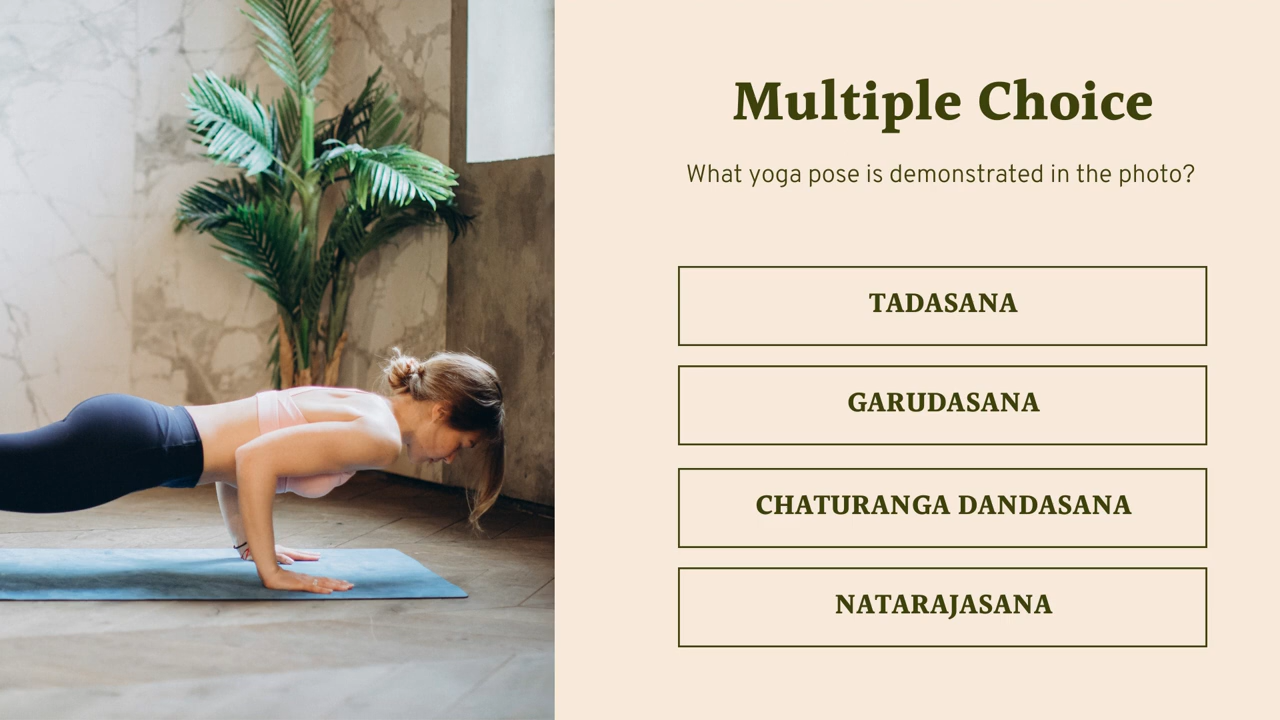 Multiple Choice
What yoga pose is demonstrated in the photo?
TADASANA
GARUDASANA
CHATURANGA DANDASANA
NATARAJASANA